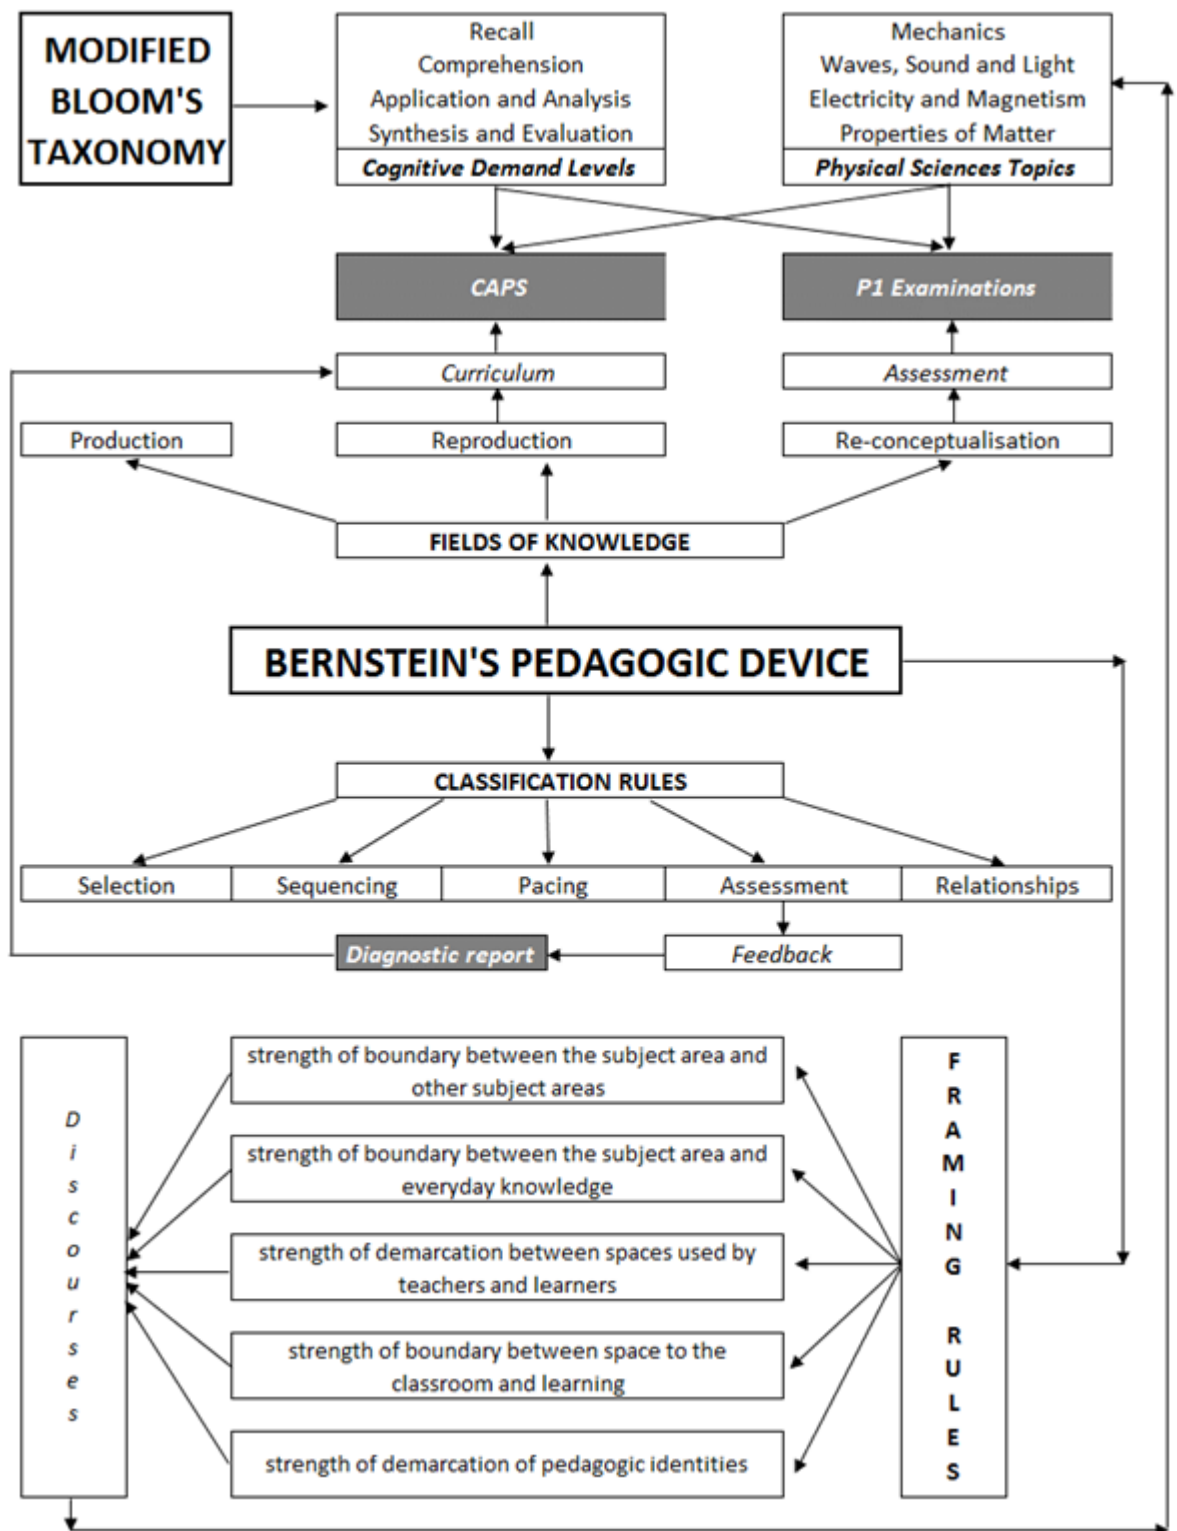 MODIFIED
BLOOM'S
TAXONOMY
Recall
Comprehension
Application and Analysis
Synthesis and Evaluation
Cognitive Demand Levels
Mechanics
Waves, Sound and Light
Electricity and Magnetism
Properties of Matter
Physical Sciences Topics
CAPS
P1 Examinations
Curriculum
Assessment
Production
Reproduction
Re-conceptualisation
FIELDS OF KNOWLEDGE
BERNSTEIN'S PEDAGOGIC DEVICE
CLASSIFICATION RULES
Selection
Sequencing
Pacing
Assessment
Relationships
Diagnostic report
Feedback
Discourses
strength of boundary between the subject area and
other subject areas
strength of boundary between the subject area and
everyday knowledge
strength of demarcation between spaces used by
teachers and learners
strength of boundary between space to the
classroom and learning
strength of demarcation of pedagogic identities
FRAMING RULES